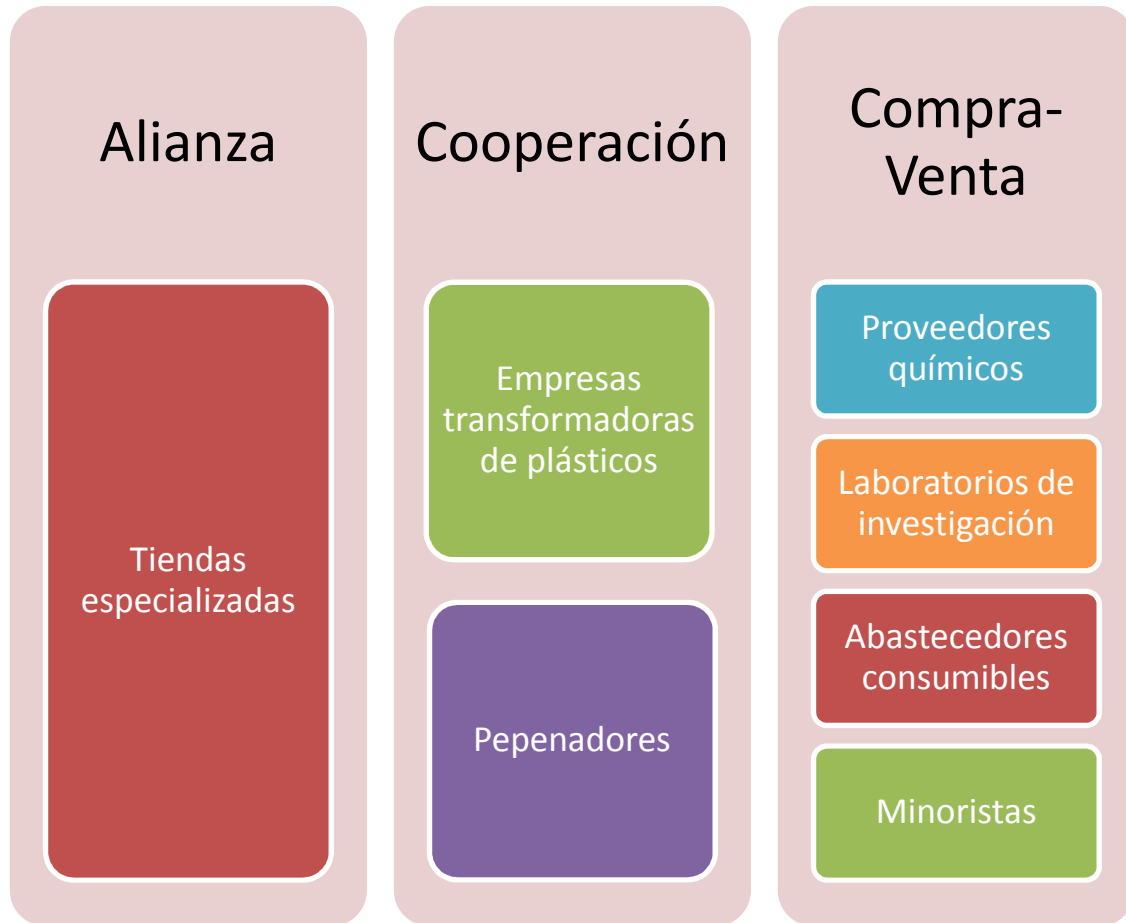 Alianza
Tiendas
especializadas
Cooperación
Empresas
transformadoras
de plásticos
Pepenadores
Compra-
Venta
Proveedores
químicos
Laboratorios de
investigación
Abastecedores
consumibles
Minoristas